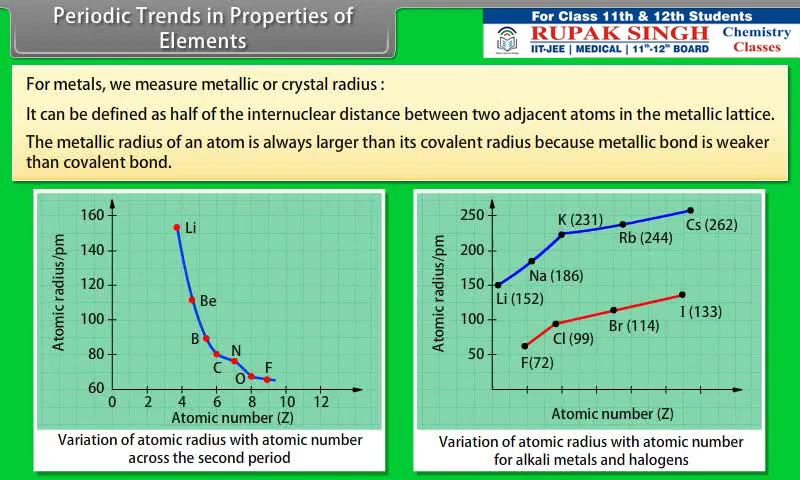 Periodic Trends in Properties of
Elements
For Class 11th & 12th Students
RUPAK SINGH
Chemistry
Classes
IIT-JEE | MEDICAL | 11th-12th BOARD
For metals, we measure metallic or crystal radius :
It can be defined as half of the internuclear distance between two adjacent atoms in the metallic lattice.
The metallic radius of an atom is always larger than its covalent radius because metallic bond is weaker
than covalent bond.
Atomic radius/pm
160
140
120
100
80
60
Li
Be
B
C
N
O
F
0 2 4 6 8 10 12
Atomic number (Z)
Variation of atomic radius with atomic number
across the second period
Atomic radius/pm
250
200
150
100
50
Li (152)
Na (186)
K (231)
Rb (244)
Cs (262)
F(72)
Cl (99)
Br (114)
I (133)
Atomic number (Z)
Variation of atomic radius with atomic number
for alkali metals and halogens